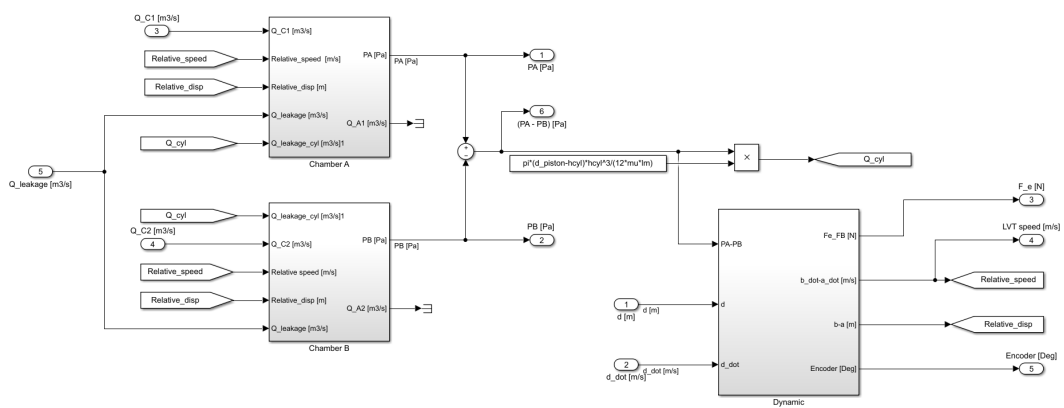 Q_C1 [m3/s]
3
Relative_speed
Relative_disp
Q_cyl
5
Q_leakage [m3/s]
Q_C1 [m3/s]
Relative_speed [m/s]
Relative_disp [m]
Q_leakage [m3/s]
Q_leakage_cyl [m3/s]1
PA [Pa]
Q_A1 [m3/s]
Chamber A
PA [Pa]
1
PA [Pa]
6
(PA - PB) [Pa]
+
−
pi*(d_piston-hcyl)*hcyl^3/(12*mu*lm)
×
Q_cyl
Q_cyl
Q_C2 [m3/s]
4
Relative_speed
Relative_disp
Q_leakage_cyl [m3/s]1
Q_C2 [m3/s]
Relative speed [m/s]
Relative_disp [m]
Q_leakage [m3/s]
PB [Pa]
Q_A2 [m3/s]
Chamber B
PB [Pa]
PB [Pa]
2
1
d [m]
d [m]
2
d_dot [m/s]
d_dot [m/s]
PA-PB
d
d_dot
Fe_FB [N]
b_dot-a_dot [m/s]
b-a [m]
Encoder [Deg]
Dynamic
F_e [N]
3
LVT speed [m/s]
4
Relative_speed
Relative_disp
Encoder [Deg]
5